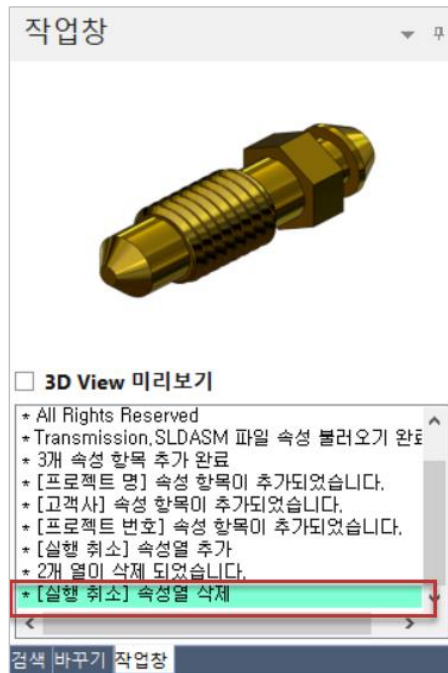 작업창
3D View 미리보기
* All Rights Reserved
* Transmission.SLDASM 파일 속성 불러오기 완료
* 3개 속성 항목 추가 완료
* [프로젝트 명] 속성 항목이 추가되었습니다.
* [고객사] 속성 항목이 추가되었습니다.
* [프로젝트 번호] 속성 항목이 추가되었습니다.
* [실행 취소] 속성열 추가
* 2개 열이 삭제 되었습니다.
* [실행 취소] 속성열 삭제
검색 바꾸기 작업창